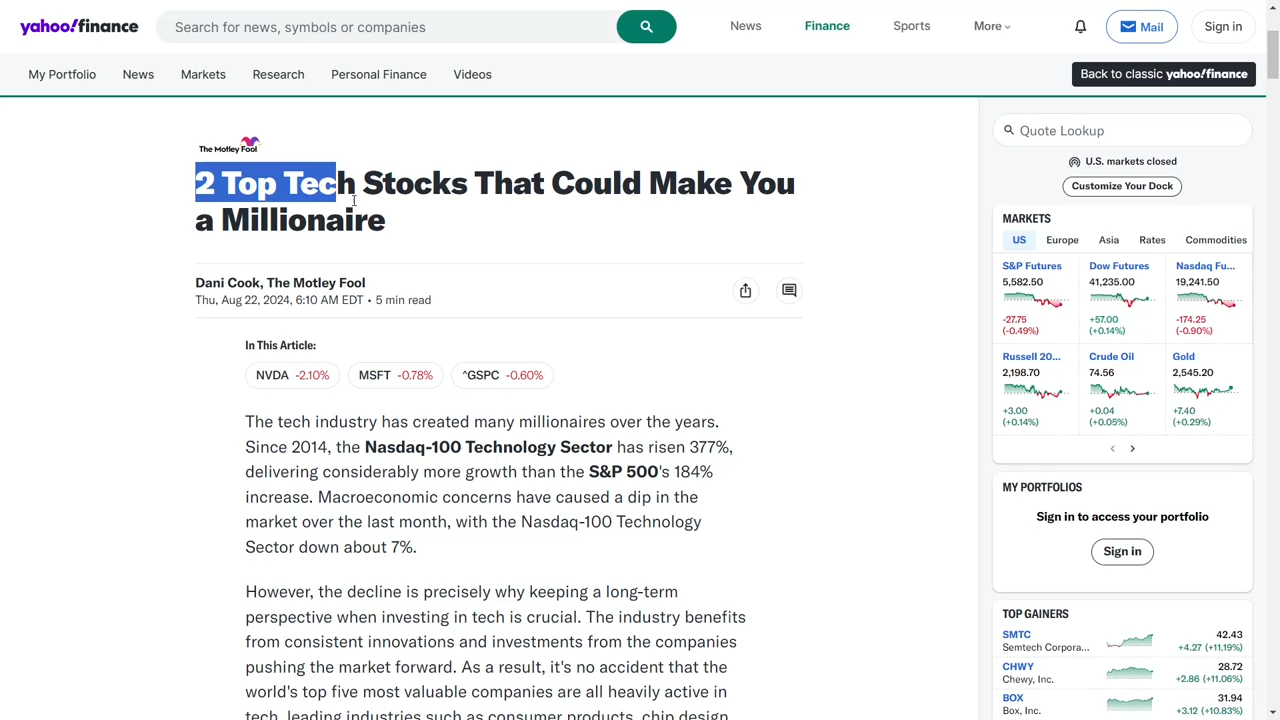 yahoo!finance
Search for news, symbols or companies
News
Finance
Sports
More
Mail
Sign in
My Portfolio
News
Markets
Research
Personal Finance
Videos
Back to classic yahoo!finance
The Motley Fool
2 Top Tech Stocks That Could Make You
a Millionaire
Dani Cook, The Motley Fool
Thu, Aug 22, 2024, 6:10 AM EDT • 5 min read
In This Article:
NVDA -2.10%
MSFT -0.78%
^GSPC -0.60%
The tech industry has created many millionaires over the years.
Since 2014, the Nasdaq-100 Technology Sector has risen 377%,
delivering considerably more growth than the S&P 500's 184%
increase. Macroeconomic concerns have caused a dip in the
market over the last month, with the Nasdaq-100 Technology
Sector down about 7%.
However, the decline is precisely why keeping a long-term
perspective when investing in tech is crucial. The industry benefits
from consistent innovations and investments from the companies
pushing the market forward. As a result, it's no accident that the
world's top five most valuable companies are all heavily active in
tech, leading industries such as consumer products, chip design,
Quote Lookup
U.S. markets closed
Customize Your Dock
MARKETS
US
Europe
Asia
Rates
Commodities
S&P Futures
5,582.50
-27.75
(-0.49%)
Dow Futures
41,235.00
+57.00
(+0.14%)
Nasdaq Fu...
19,241.50
-174.25
(-0.90%)
Russell 20...
2,198.70
+3.00
(+0.14%)
Crude Oil
74.56
+0.04
(+0.05%)
Gold
2,545.20
+7.40
(+0.29%)
MY PORTFOLIOS
Sign in to access your portfolio
Sign in
TOP GAINERS
SMTC 42.43
Semtech Corpora... +4.27 (+11.19%)
CHWY 28.72
Chewy, Inc. +2.86 (+11.06%)
BOX 31.94
Box, Inc. +3.12 (+10.83%)